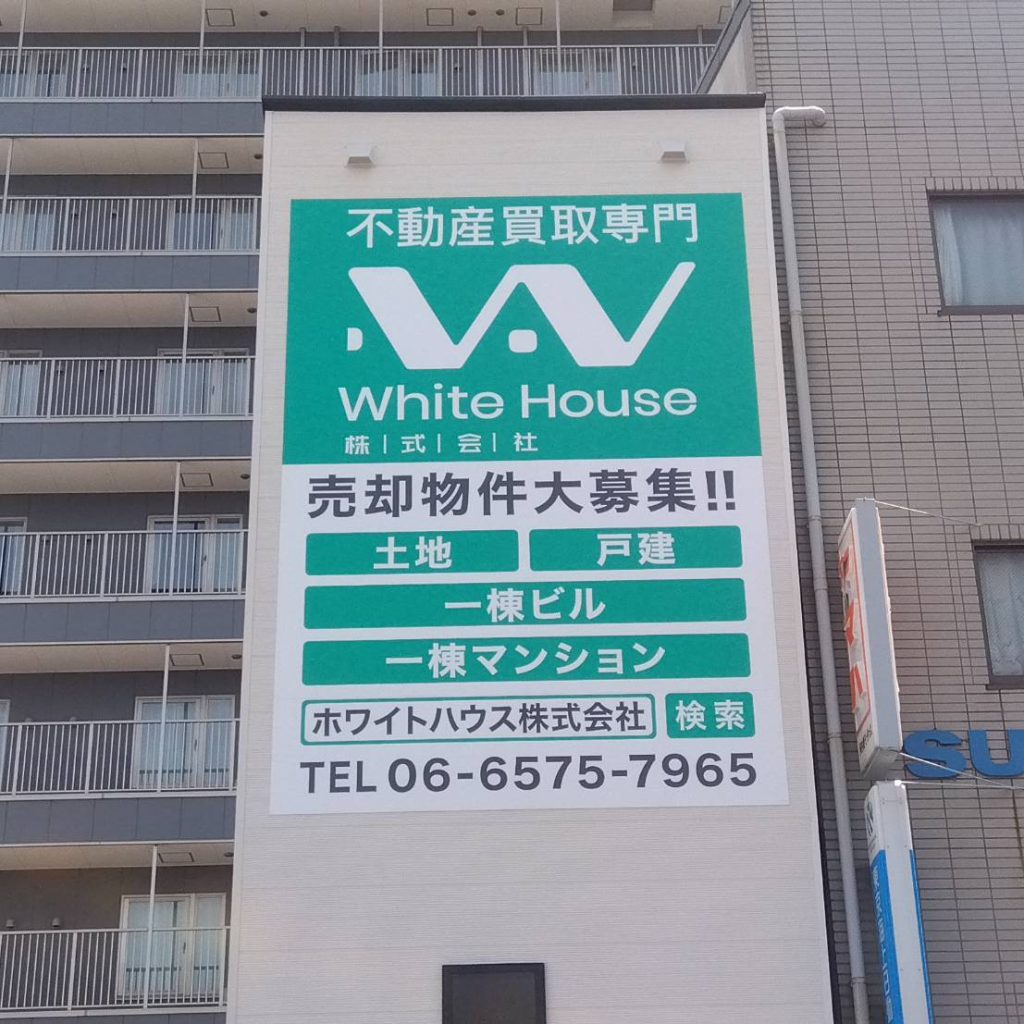 不動産買取専門
White House
株式会社
売却物件大募集!!
土地
戸建
一棟ビル
一棟マンション
ホワイトハウス株式会社 検索
TEL 06-6575-7965
SU